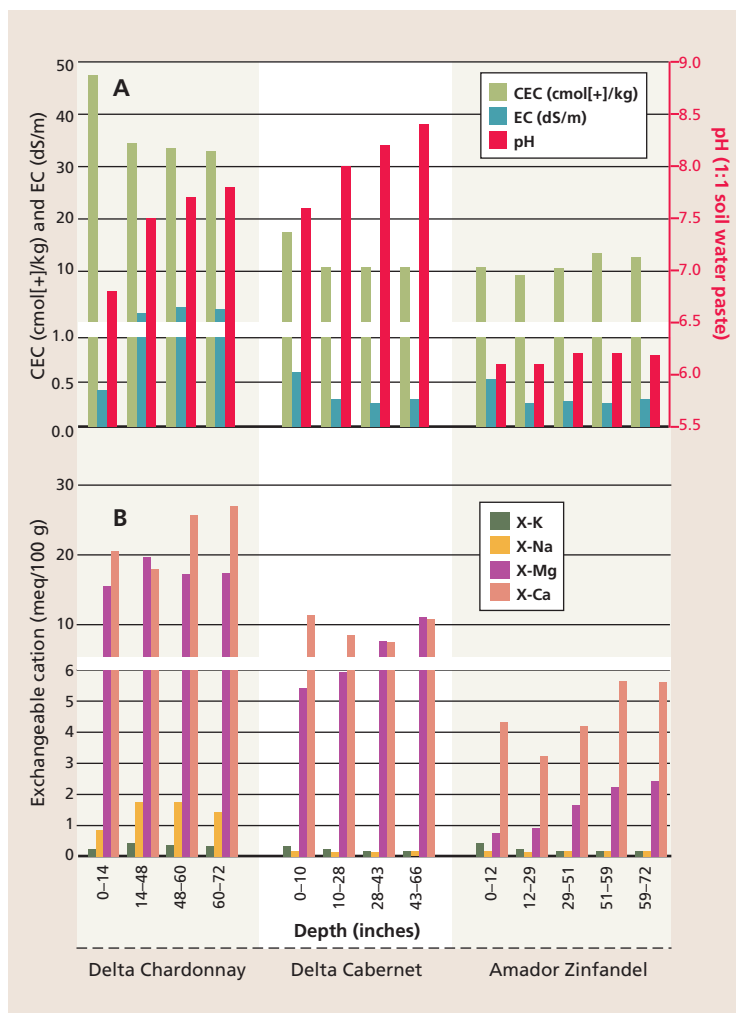 A
CEC (cmol[+]/kg) and EC (dS/m)
50
40
30
20
10
1.0
0.5
0.0
CEC (cmol[+]/kg)
EC (dS/m)
pH
9.0
8.5
8.0
7.5
7.0
6.5
6.0
5.5
pH (1:1 soil water paste)
B
Exchangeable cation (meq/100 g)
30
20
10
6
5
4
3
2
1
0
X-K
X-Na
X-Mg
X-Ca
0–14
14–48
48–60
60–72
0–10
10–28
28–43
43–66
0–12
12–29
29–51
51–59
59–72
Depth (inches)
Delta Chardonnay
Delta Cabernet
Amador Zinfandel